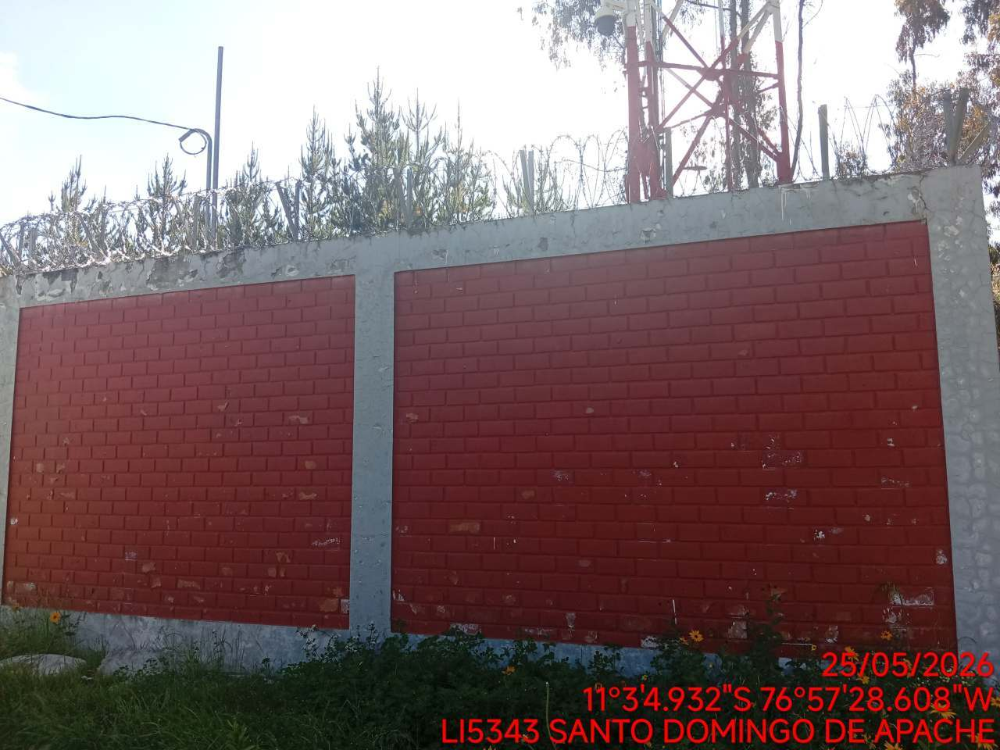 25/05/2026
11°3'4.932"S 76°57'28.608"W
LI5343 SANTO DOMINGO DE APACHE